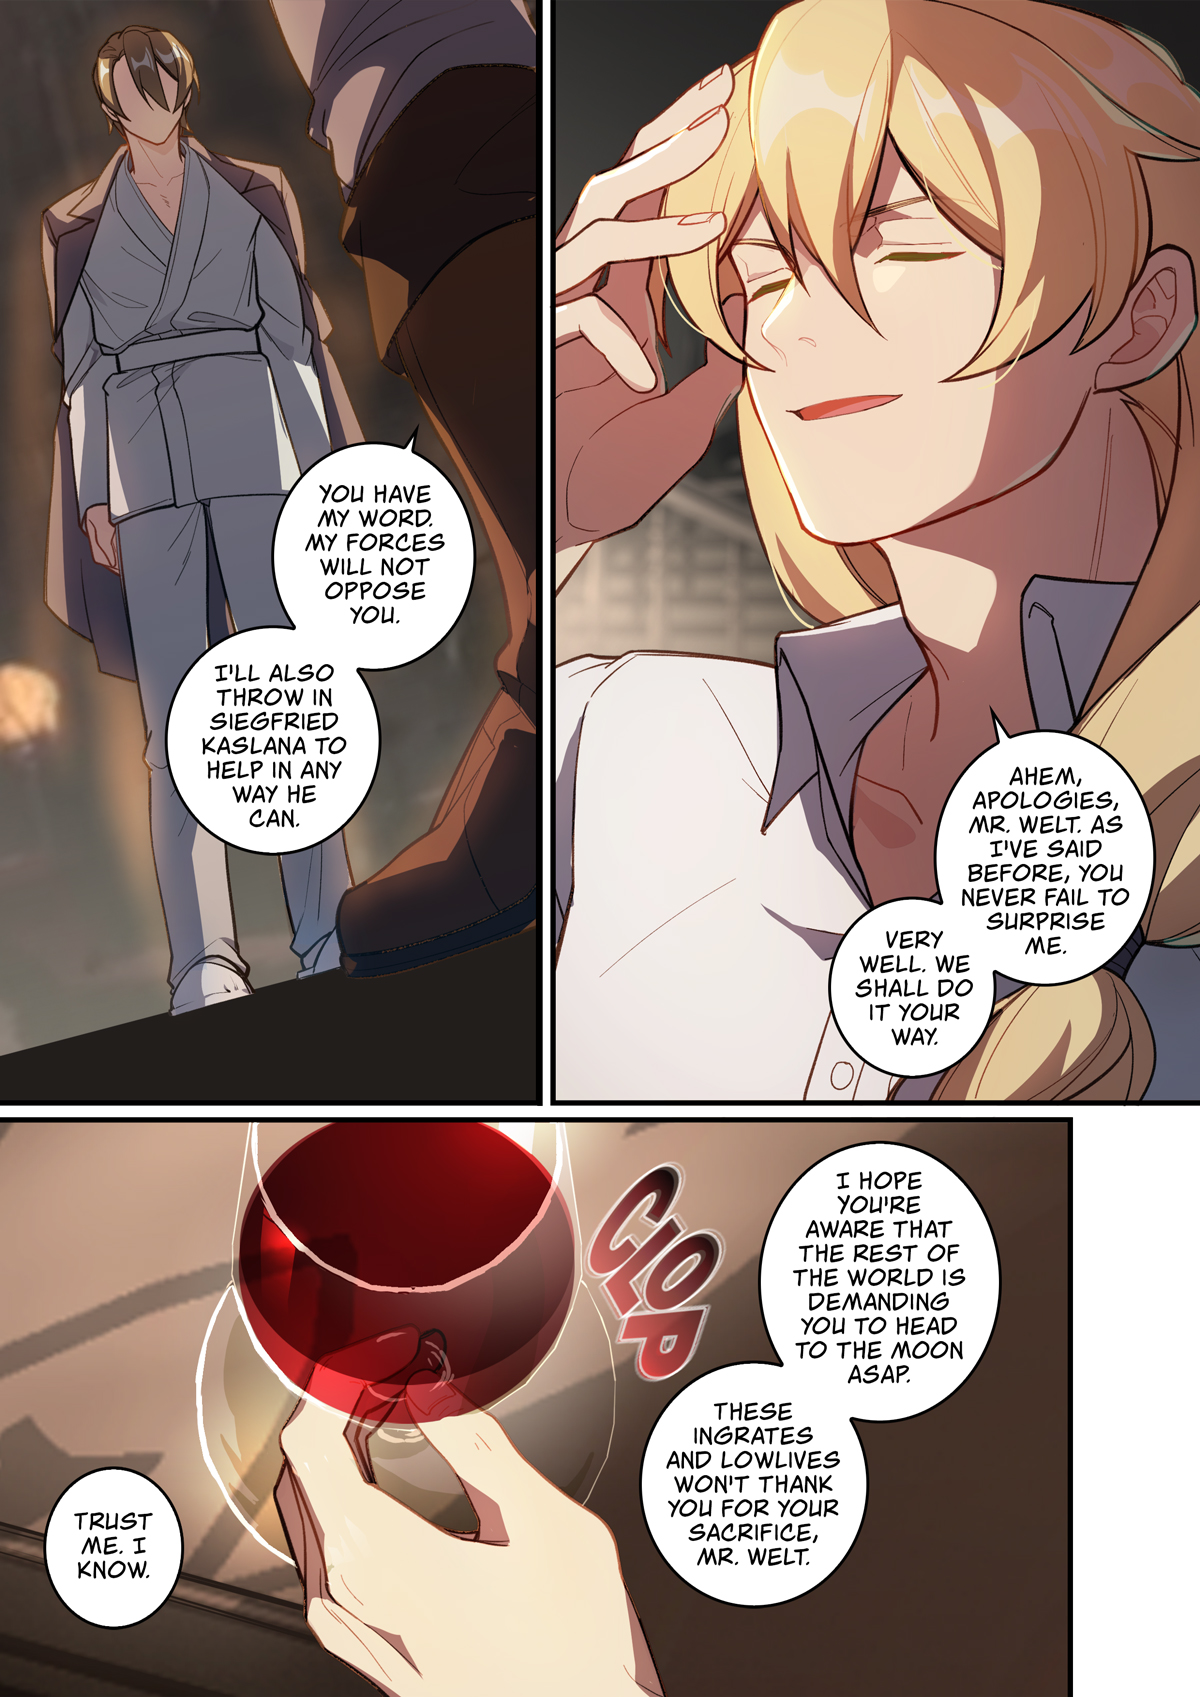 YOU HAVE
MY WORD.
MY FORCES
WILL NOT
OPPOSE
YOU.
I'LL ALSO
THROW IN
SIEGFRIED
KASLANA TO
HELP IN ANY
WAY HE
CAN.
AHEM,
APOLOGIES,
MR. WELT. AS
I'VE SAID
BEFORE, YOU
NEVER FAIL TO
SURPRISE
ME.
VERY
WELL. WE
SHALL DO
IT YOUR
WAY.
CLOP
I HOPE
YOU'RE
AWARE THAT
THE REST OF
THE WORLD IS
DEMANDING
YOU TO HEAD
TO THE MOON
ASAP.
THESE
INGRATES
AND LOWLIVES
WON'T THANK
YOU FOR YOUR
SACRIFICE,
MR. WELT.
TRUST
ME. I
KNOW.